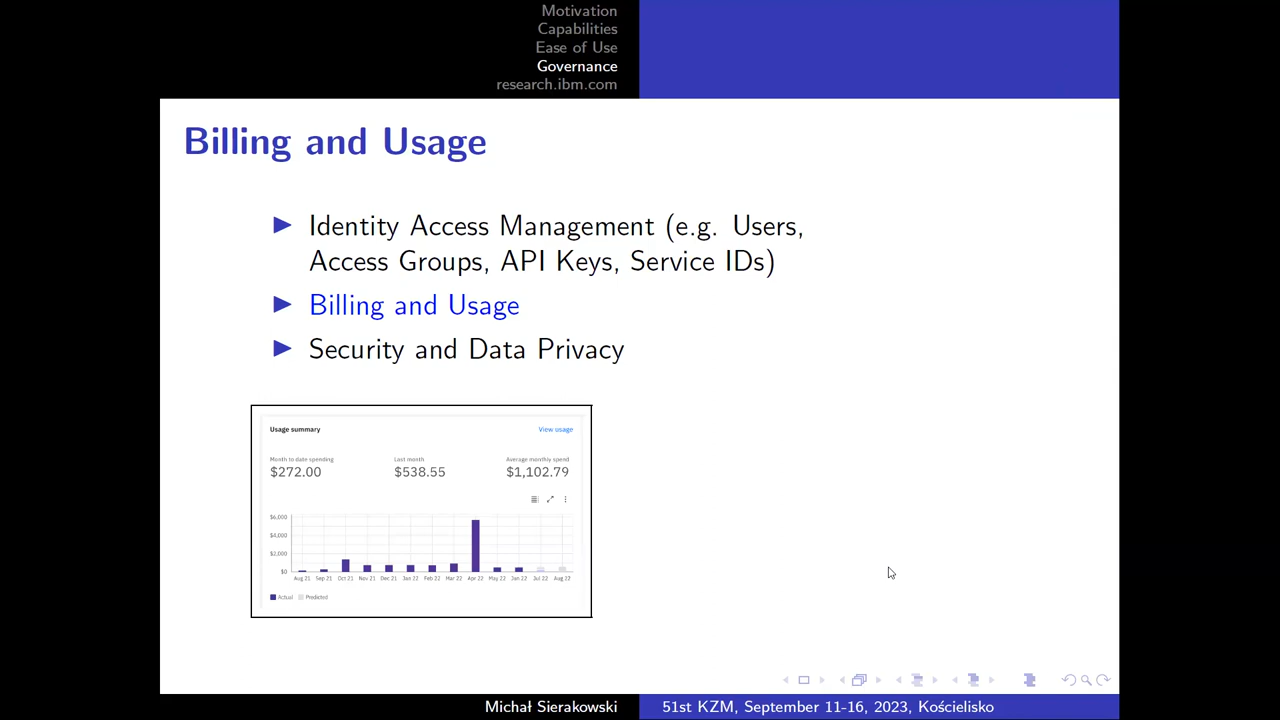 Motivation
Capabilities
Ease of Use
Governance
research.ibm.com
Billing and Usage
Identity Access Management (e.g. Users,
Access Groups, API Keys, Service IDs)
Billing and Usage
Security and Data Privacy
Usage summary View usage
Month to date spending Last month Average monthly spend
$272.00 $538.55 $1,102.79
$6,000
$4,000
$2,000
$0
Aug 21 Sep 21 Oct 21 Nov 21 Dec 21 Jan 22 Feb 22 Mar 22 Apr 22 May 22 Jan 22 Jul 22 Aug 22
Actual Predicted
Michał Sierakowski 51st KZM, September 11-16, 2023, Kościelisko